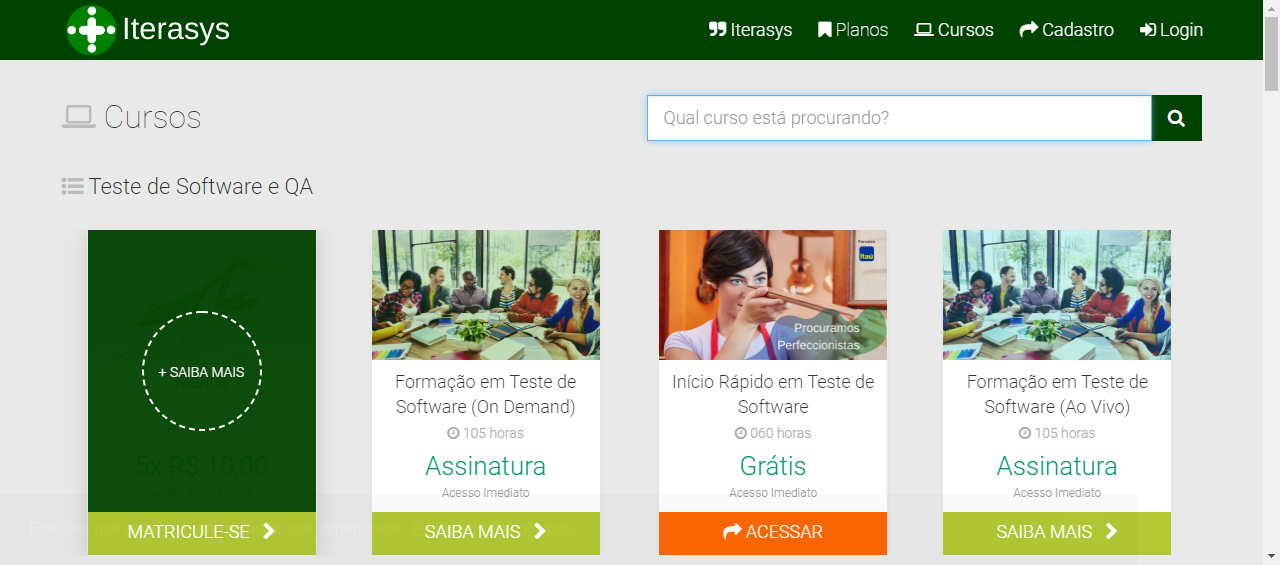 Iterasys
Iterasys Planos Cursos Cadastro Login
Cursos
Qual curso está procurando?
Teste de Software e QA
+ SAIBA MAIS
Mantis
5x R$ 10,00
MATRICULE-SE
Formação em Teste de
Software (On Demand)
105 horas
Assinatura
Acesso Imediato
SAIBA MAIS
Parceiro
Itaú
Procuramos
Perfeccionistas
Início Rápido em Teste de
Software
060 horas
Grátis
Acesso Imediato
ACESSAR
Formação em Teste de
Software (Ao Vivo)
105 horas
Assinatura
Acesso Imediato
SAIBA MAIS